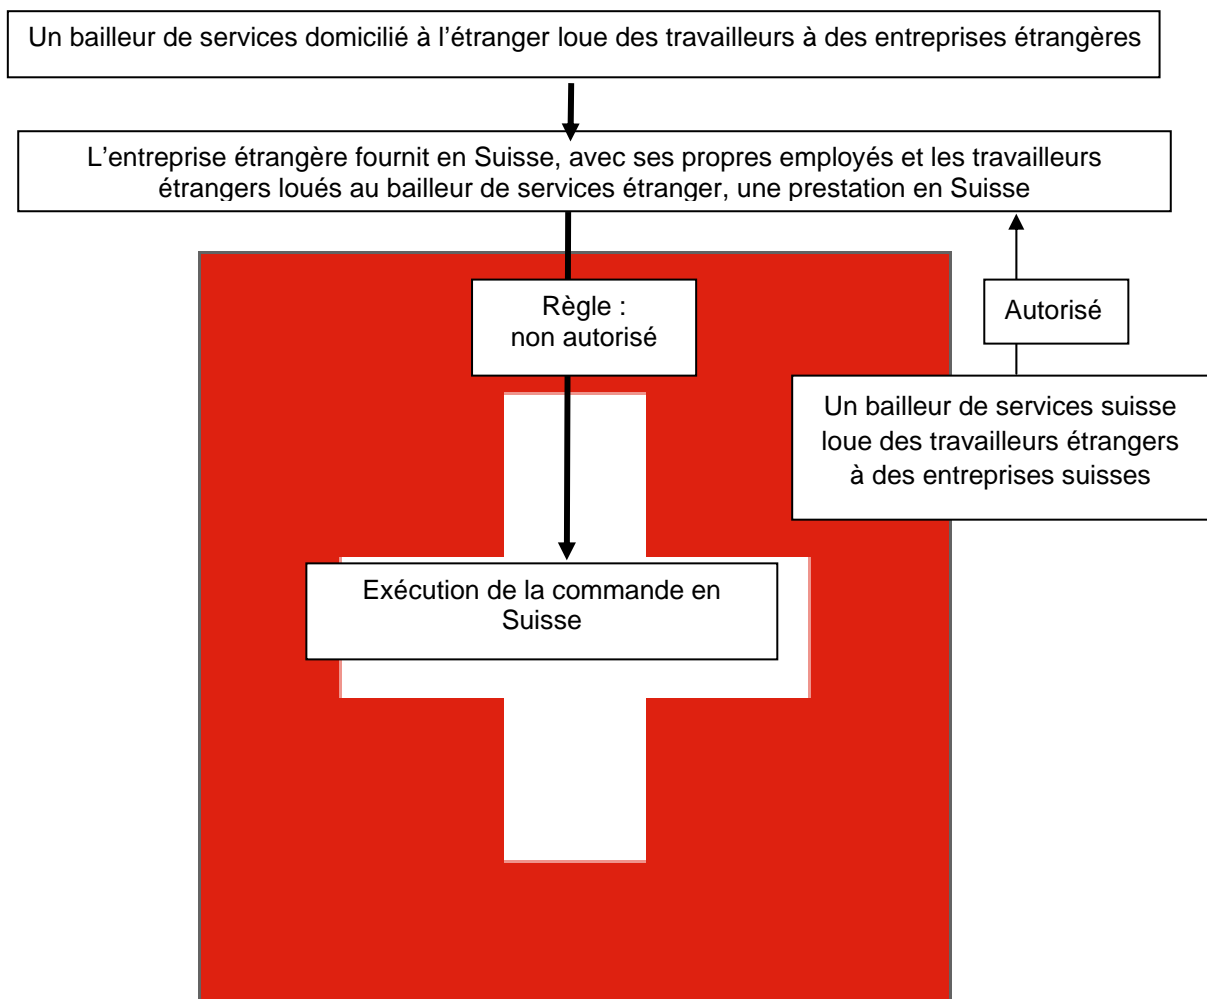 Un bailleur de services domicilié à l’étranger loue des travailleurs à des entreprises étrangères
L’entreprise étrangère fournit en Suisse, avec ses propres employés et les travailleurs
étrangers loués au bailleur de services étranger, une prestation en Suisse
Règle :
non autorisé
Autorisé
Un bailleur de services suisse
loue des travailleurs étrangers
à des entreprises suisses
Exécution de la commande en
Suisse